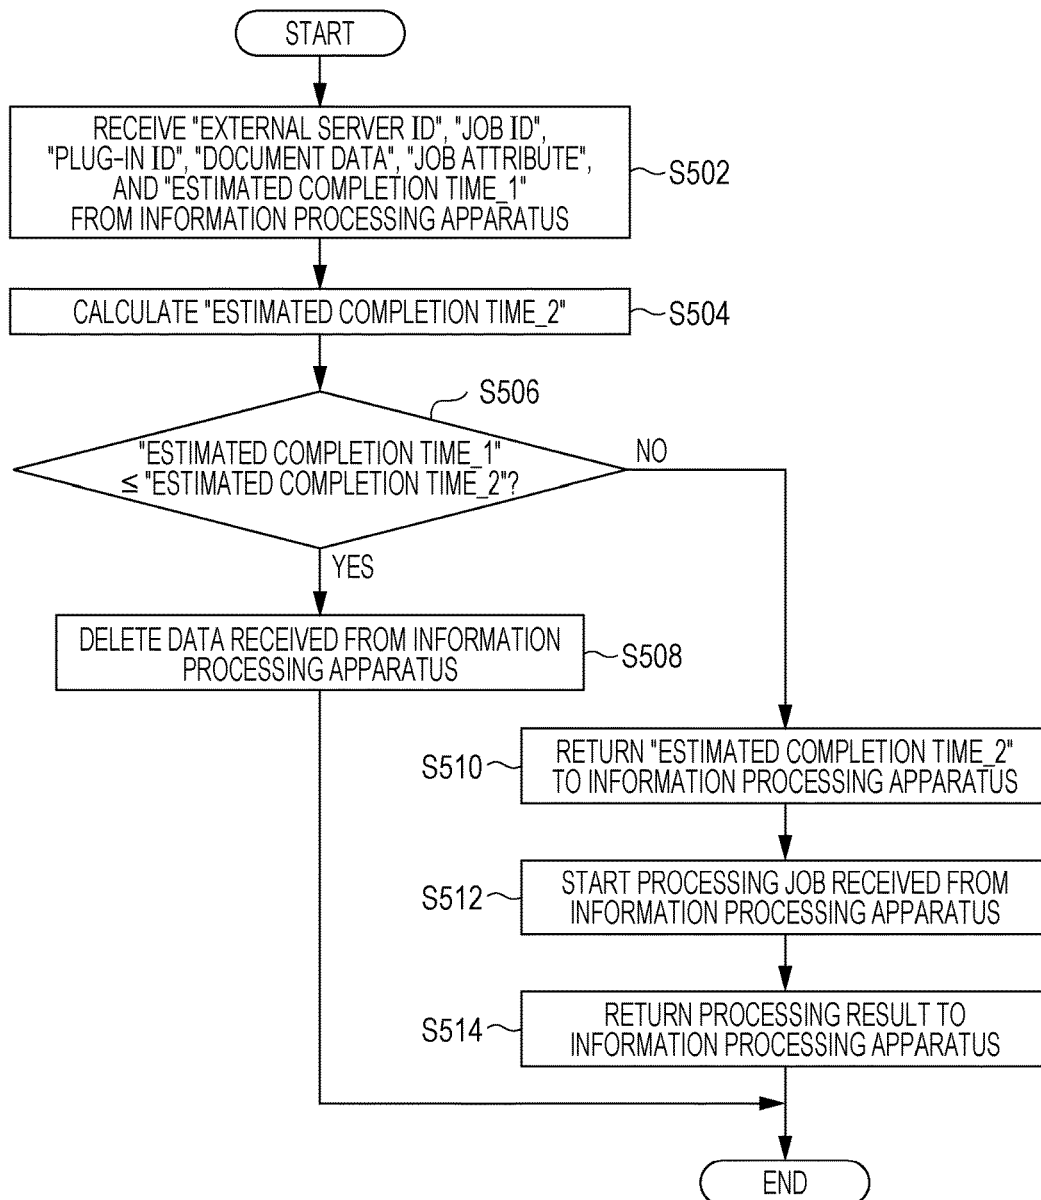 START
RECEIVE "EXTERNAL SERVER ID", "JOB ID",
"PLUG-IN ID", "DOCUMENT DATA", "JOB ATTRIBUTE",
AND "ESTIMATED COMPLETION TIME_1"
FROM INFORMATION PROCESSING APPARATUS
S502
CALCULATE "ESTIMATED COMPLETION TIME_2"
S504
S506
"ESTIMATED COMPLETION TIME_1"
≤ "ESTIMATED COMPLETION TIME_2"?
NO
YES
DELETE DATA RECEIVED FROM INFORMATION
PROCESSING APPARATUS
S508
S510
RETURN "ESTIMATED COMPLETION TIME_2"
TO INFORMATION PROCESSING APPARATUS
S512
START PROCESSING JOB RECEIVED FROM
INFORMATION PROCESSING APPARATUS
S514
RETURN PROCESSING RESULT TO
INFORMATION PROCESSING APPARATUS
END